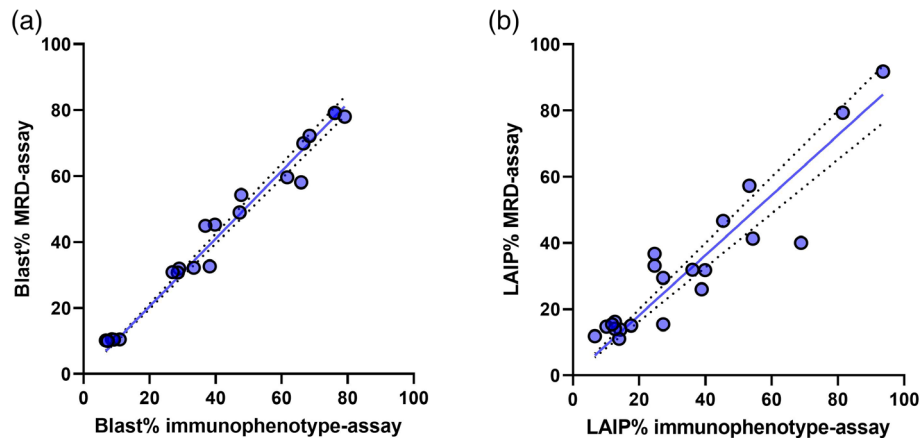 (a)
100
80
60
40
20
0
Blast% MRD-assay
0 20 40 60 80 100
Blast% immunophenotype-assay
(b)
100
80
60
40
20
0
LAIP% MRD-assay
0 20 40 60 80 100
LAIP% immunophenotype-assay